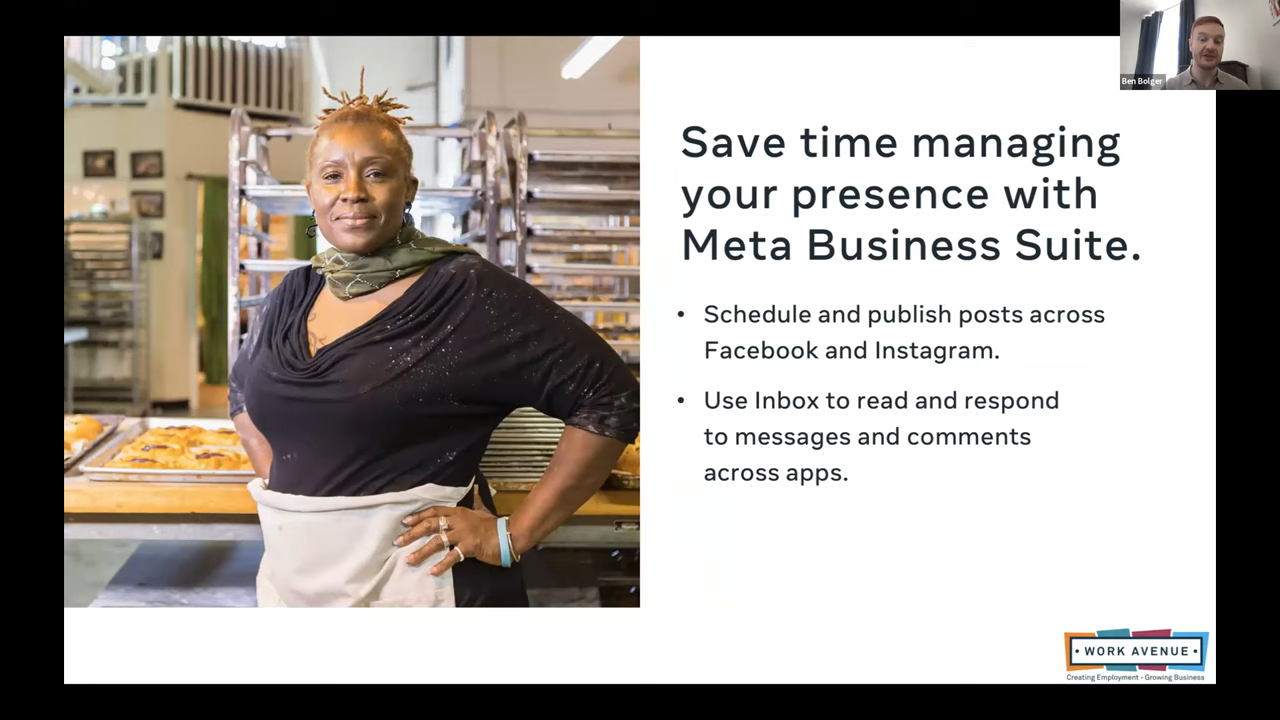 Ben Bolger
Save time managing
your presence with
Meta Business Suite.
• Schedule and publish posts across
Facebook and Instagram.
• Use Inbox to read and respond
to messages and comments
across apps.
• WORK AVENUE •
Creating Employment - Growing Business